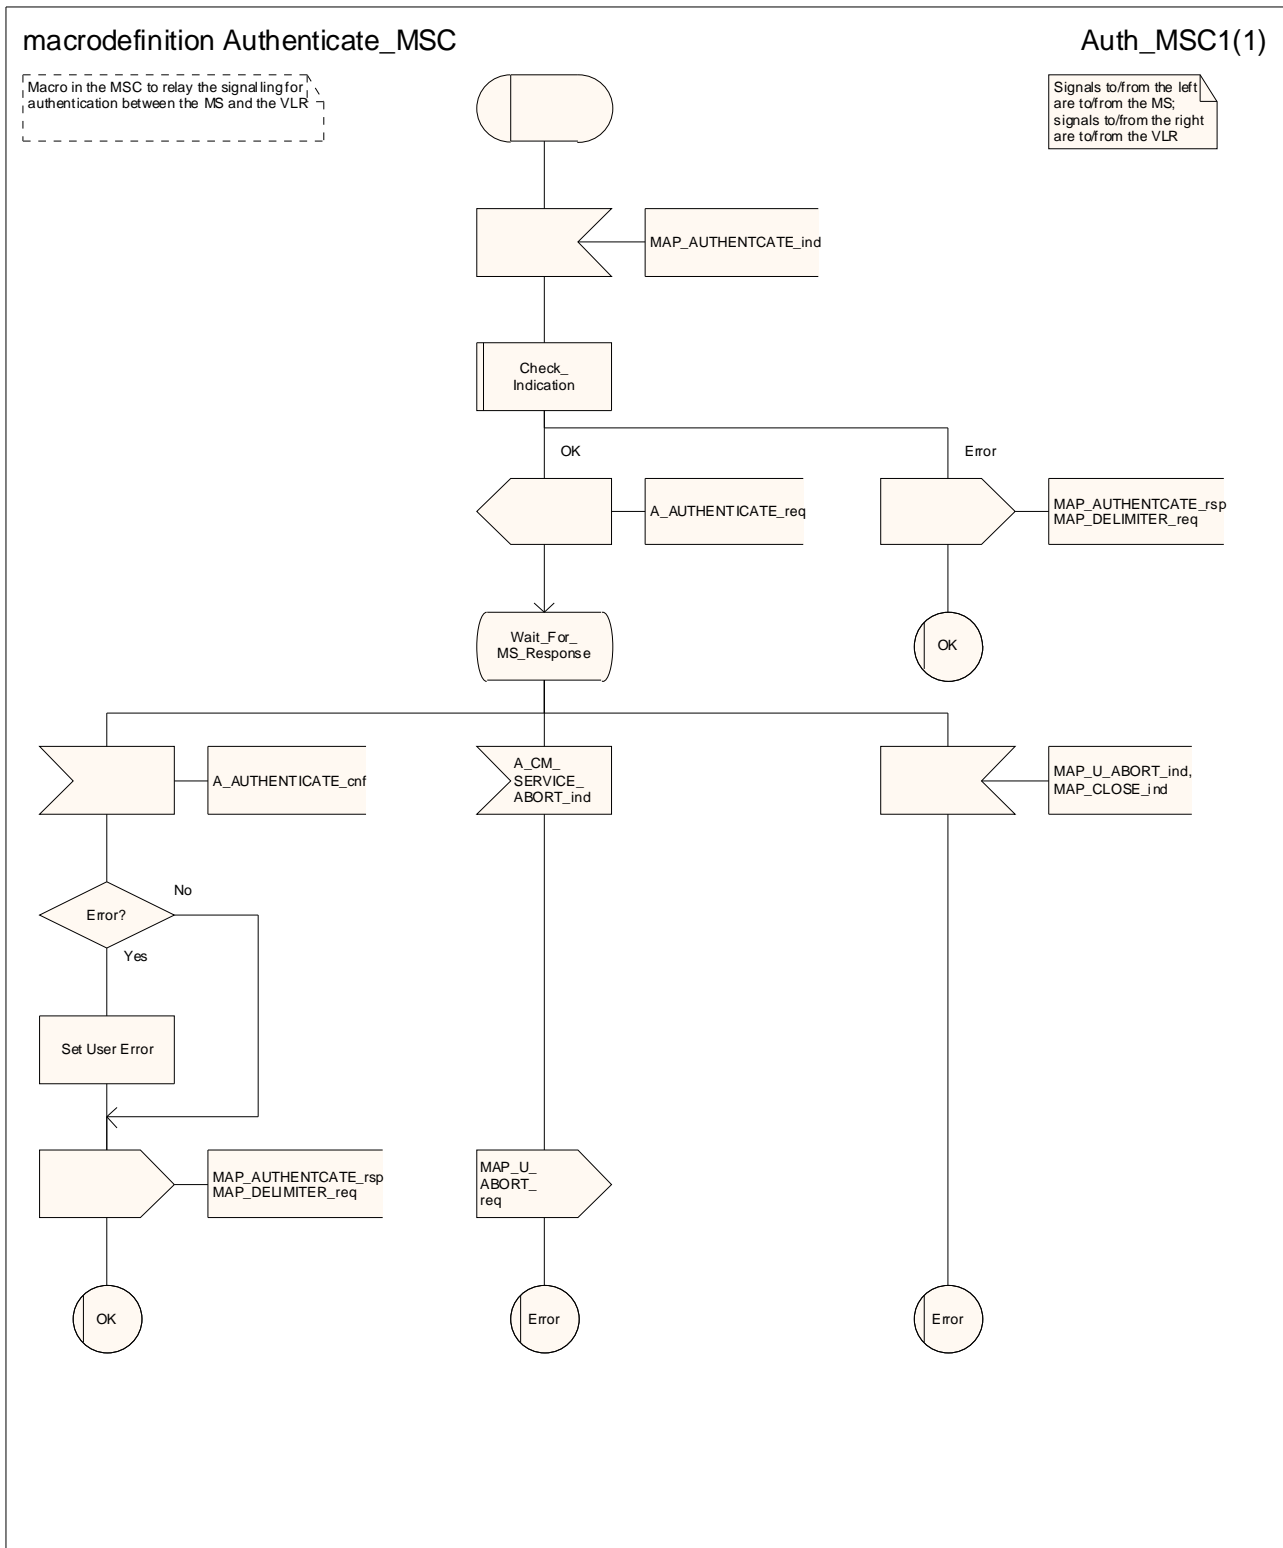 macrodefinition Authenticate_MSC
Auth_MSC1(1)
Macro in the MSC to relay the signalling for
authentication between the MS and the VLR
Signals to/from the left
are to/from the MS;
signals to/from the right
are to/from the VLR
MAP_AUTHENTCATE_ind
Check_
Indication
OK
Error
A_AUTHENTICATE_req
MAP_AUTHENTCATE_rsp
MAP_DELIMITER_req
Wait_For_
MS_Response
OK
A_AUTHENTICATE_cnf
A_CM_
SERVICE_
ABORT_ind
MAP_U_ABORT_ind,
MAP_CLOSE_ind
No
Error?
Yes
Set User Error
MAP_AUTHENTCATE_rsp
MAP_DELIMITER_req
MAP_U_
ABORT_
req
OK
Error
Error